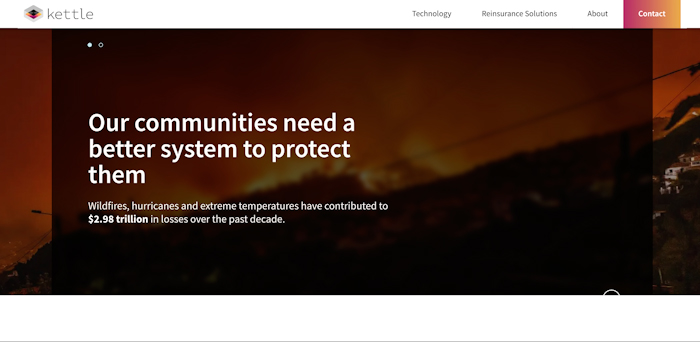 kettle
Technology
Reinsurance Solutions
About
Contact
Our communities need a
better system to protect
them
Wildfires, hurricanes and extreme temperatures have contributed to
$2.98 trillion in losses over the past decade.